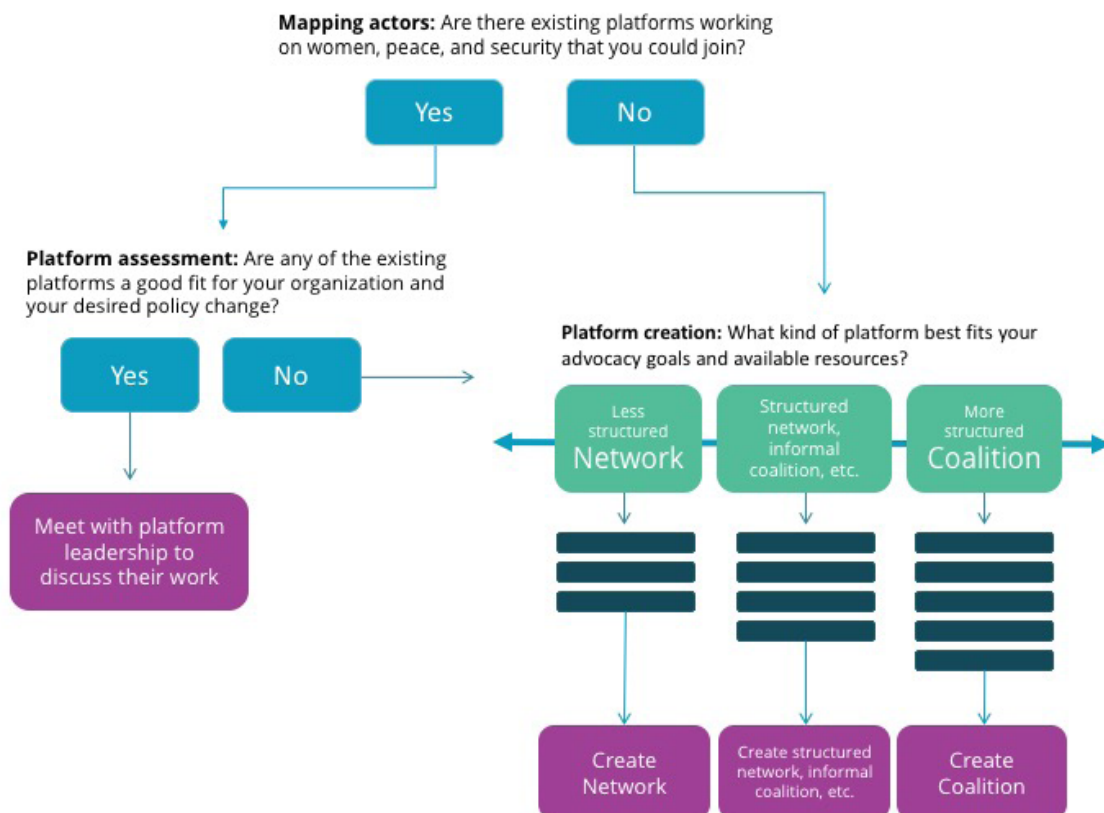 Mapping actors: Are there existing platforms working
on women, peace, and security that you could join?
Yes
No
Platform assessment: Are any of the existing
platforms a good fit for your organization and
your desired policy change?
Yes
No
Meet with platform
leadership to
discuss their work
Platform creation: What kind of platform best fits your
advocacy goals and available resources?
Less
structured
Network
Structured
network,
informal
coalition, etc.
More
structured
Coalition
Create
Network
Create structured
network, informal
coalition, etc.
Create
Coalition